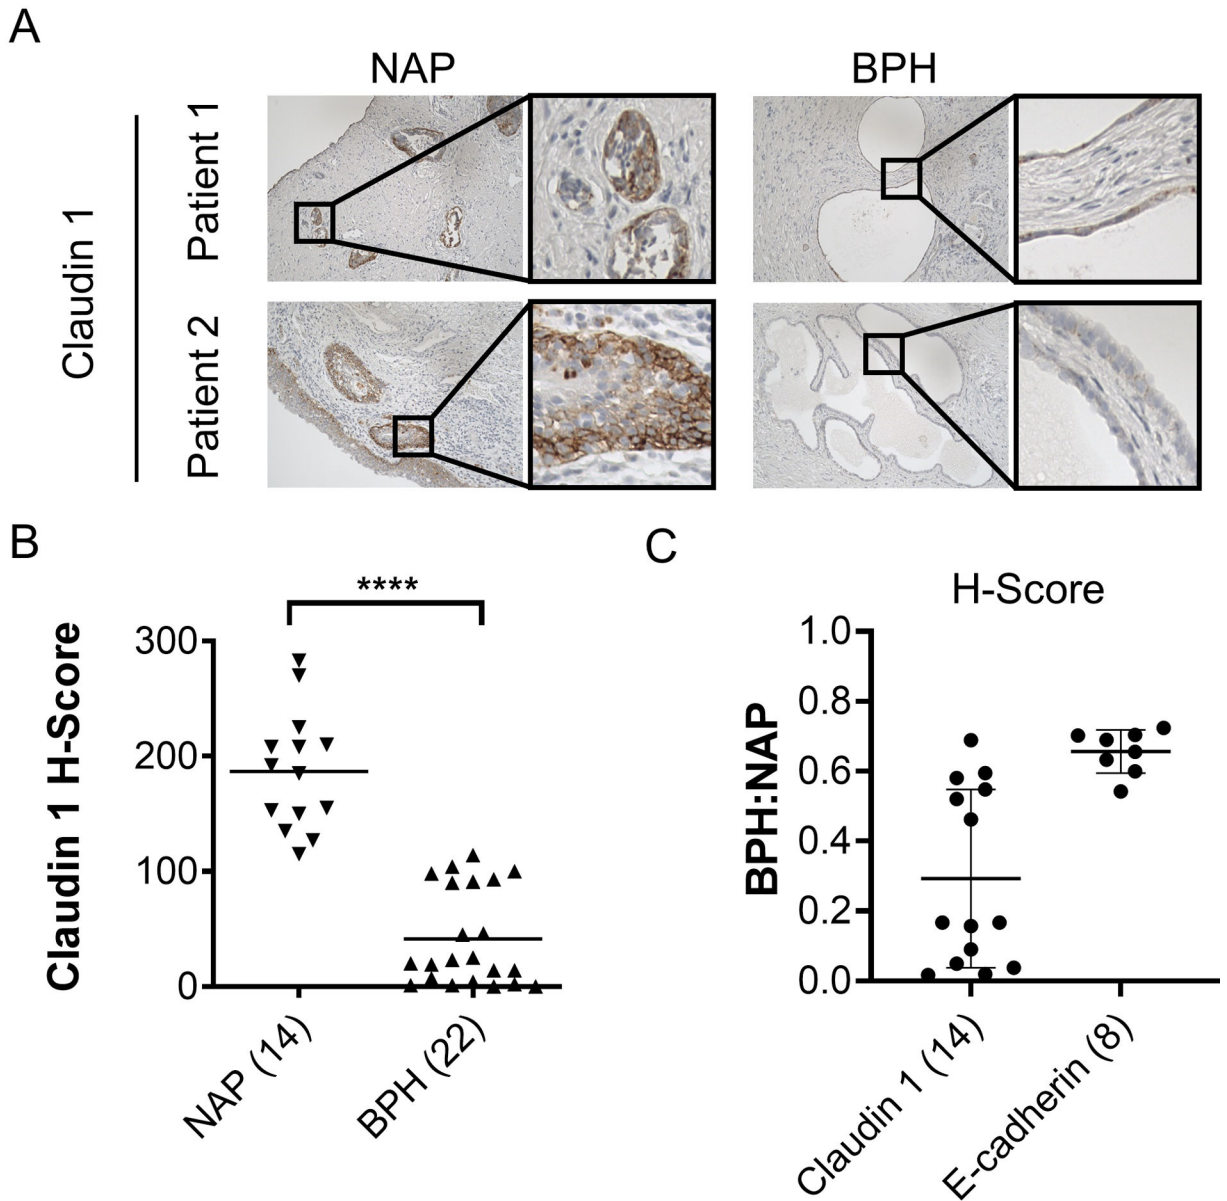 A
NAP
BPH
Claudin 1
Patient 1
Patient 2
B
****
Claudin 1 H-Score
300
200
100
0
NAP (14)
BPH (22)
C
H-Score
BPH:NAP
1.0
0.8
0.6
0.4
0.2
0.0
Claudin 1 (14)
E-cadherin (8)